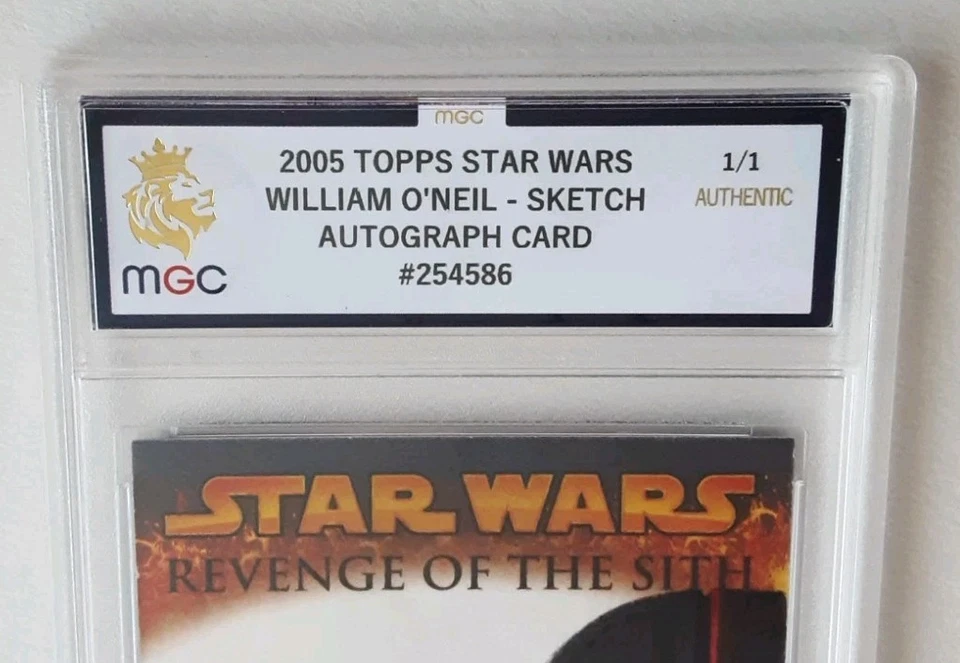 mGC
2005 TOPPS STAR WARS
WILLIAM O'NEIL - SKETCH
AUTOGRAPH CARD
#254586
1/1
AUTHENTIC
mGC
STAR WARS
REVENGE OF THE SITH